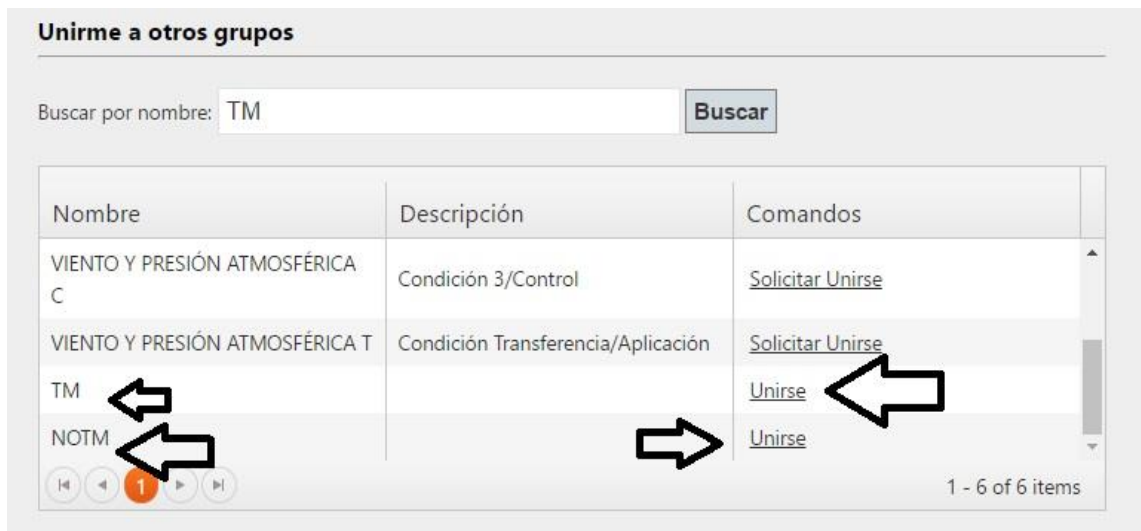 Unirme a otros grupos
Buscar por nombre: TM Buscar
Nombre Descripción Comandos
VIENTO Y PRESIÓN ATMOSFÉRICA
C Condición 3/Control Solicitar Unirse
VIENTO Y PRESIÓN ATMOSFÉRICA T Condición Transferencia/Aplicación Solicitar Unirse
TM Unirse
NOTM Unirse
1 1 - 6 of 6 items